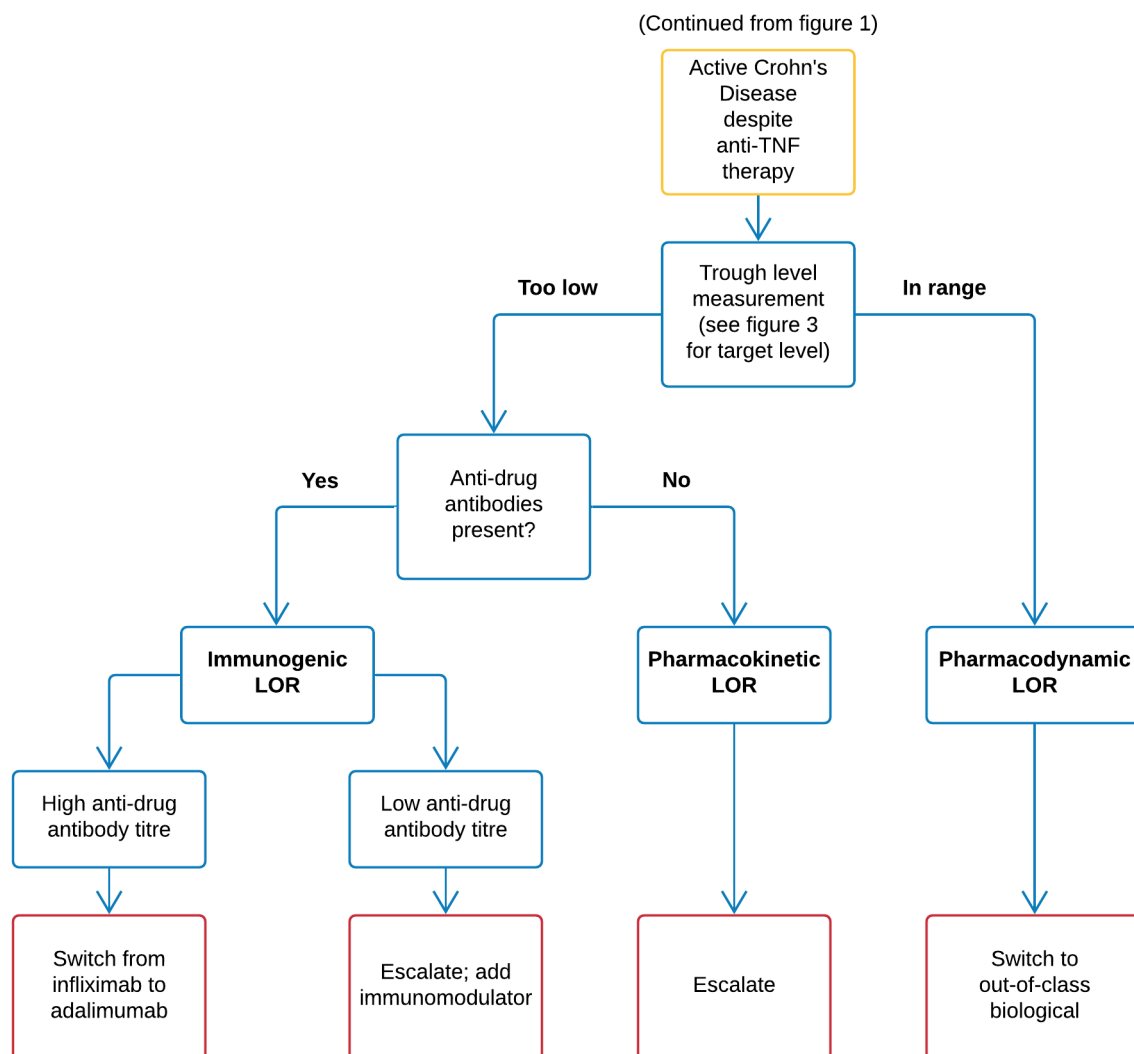 (Continued from figure 1)
Active Crohn's
Disease
despite
anti-TNF
therapy
Too low
Trough level
measurement
(see figure 3
for target level)
In range
Yes
Anti-drug
antibodies
present?
No
Immunogenic
LOR
Pharmacokinetic
LOR
Pharmacodynamic
LOR
High anti-drug
antibody titre
Low anti-drug
antibody titre
Switch from
infliximab to
adalimumab
Escalate; add
immunomodulator
Escalate
Switch to
out-of-class
biological